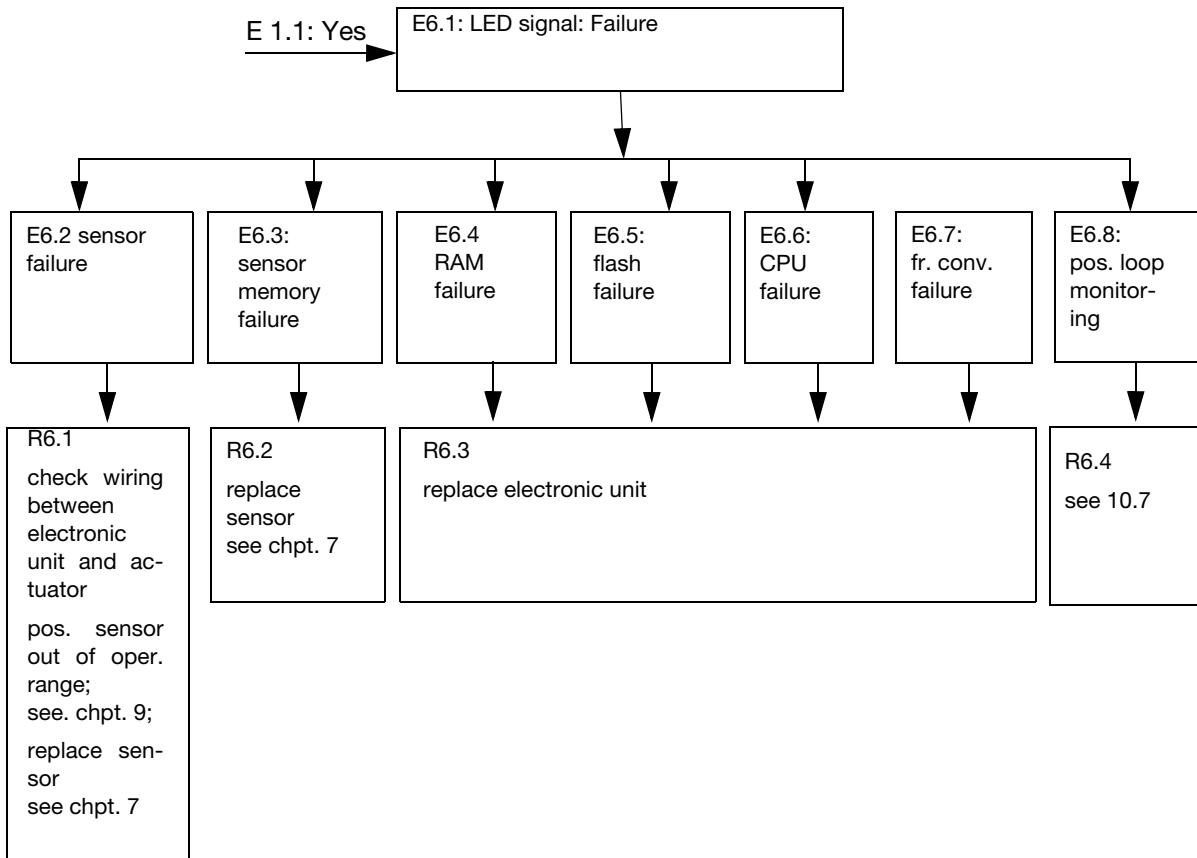 E 1.1: Yes
E6.1: LED signal: Failure
E6.2 sensor
failure
E6.3:
sensor
memory
failure
E6.4
RAM
failure
E6.5:
flash
failure
E6.6:
CPU
failure
E6.7:
fr. conv.
failure
E6.8:
pos. loop
monitor-
ing
R6.1
check wiring
between
electronic
unit and ac-
tuator
pos. sensor
out of oper.
range;
see. chpt. 9;
replace sen-
sor
see chpt. 7
R6.2
replace
sensor
see chpt. 7
R6.3
replace electronic unit
R6.4
see 10.7